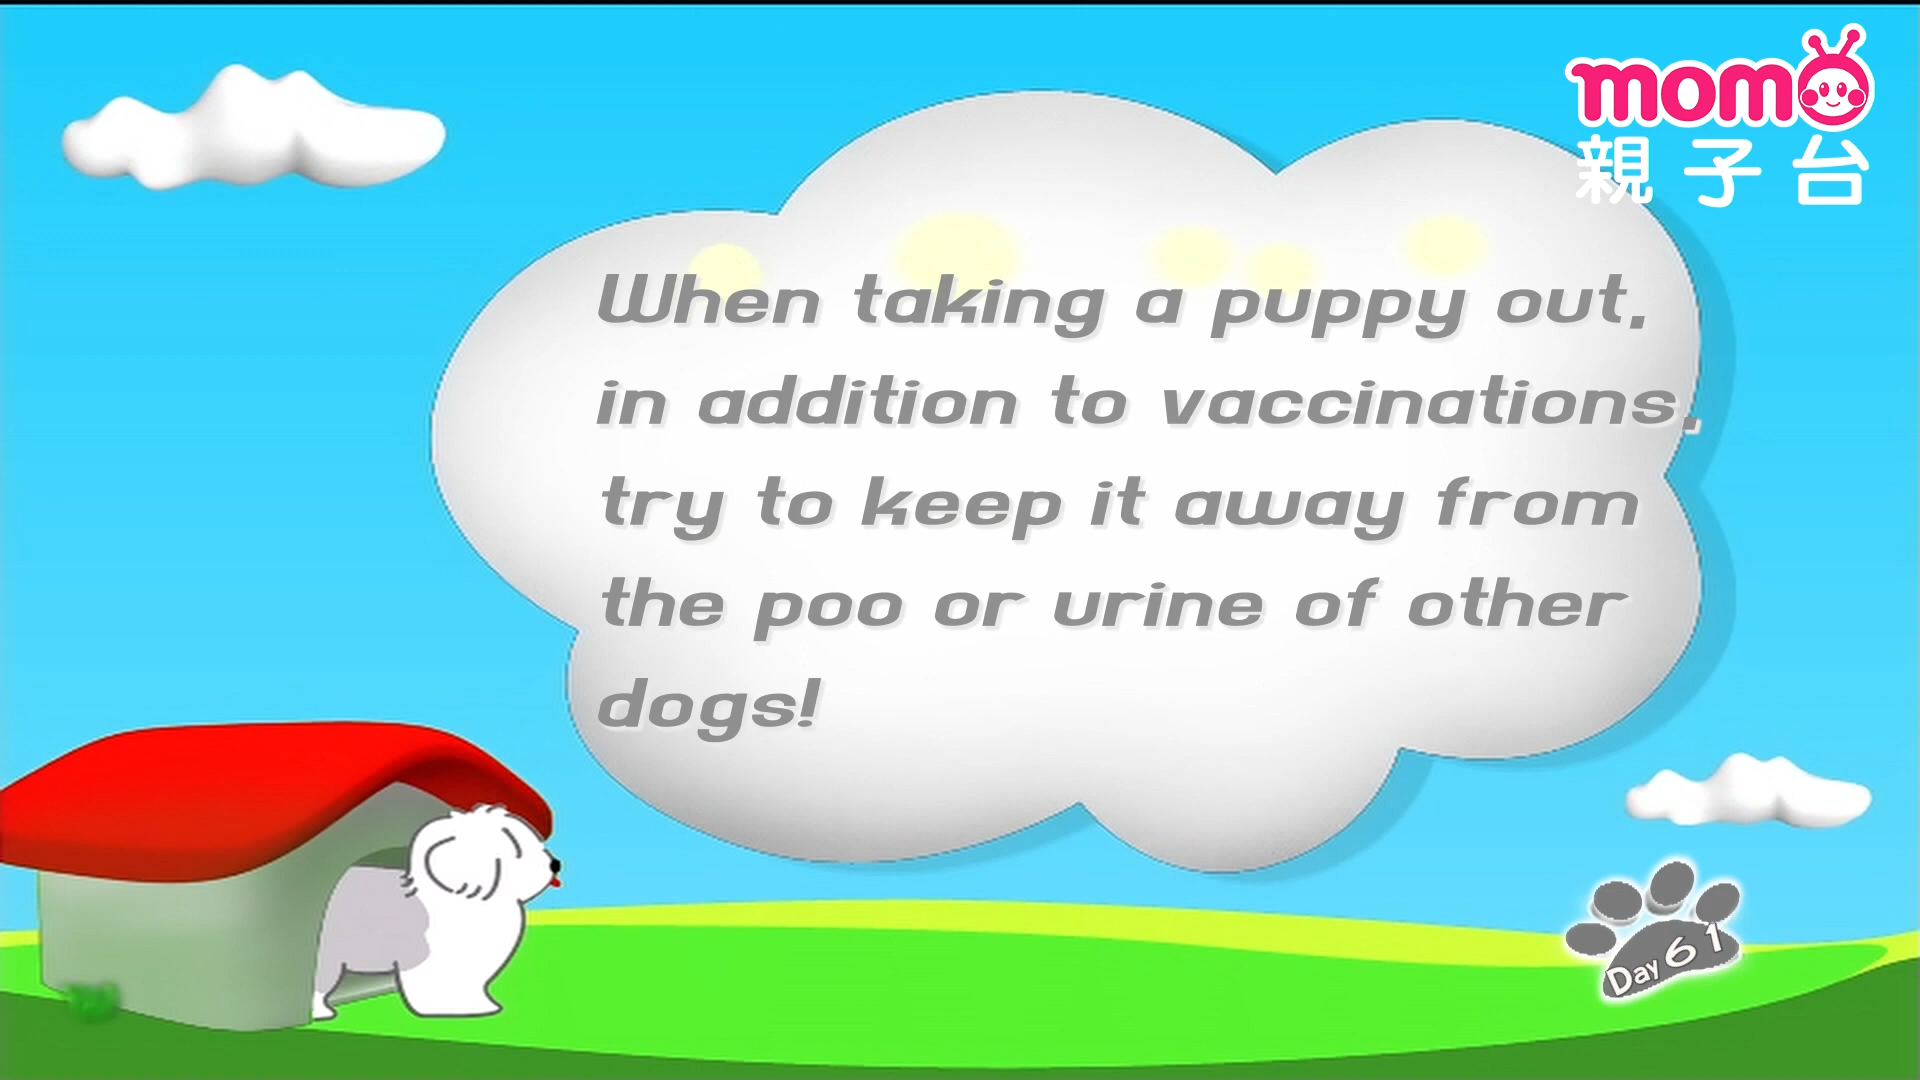 momo
親子台
When taking a puppy out,
in addition to vaccinations,
try to keep it away from
the poo or urine of other
dogs!
Day 61